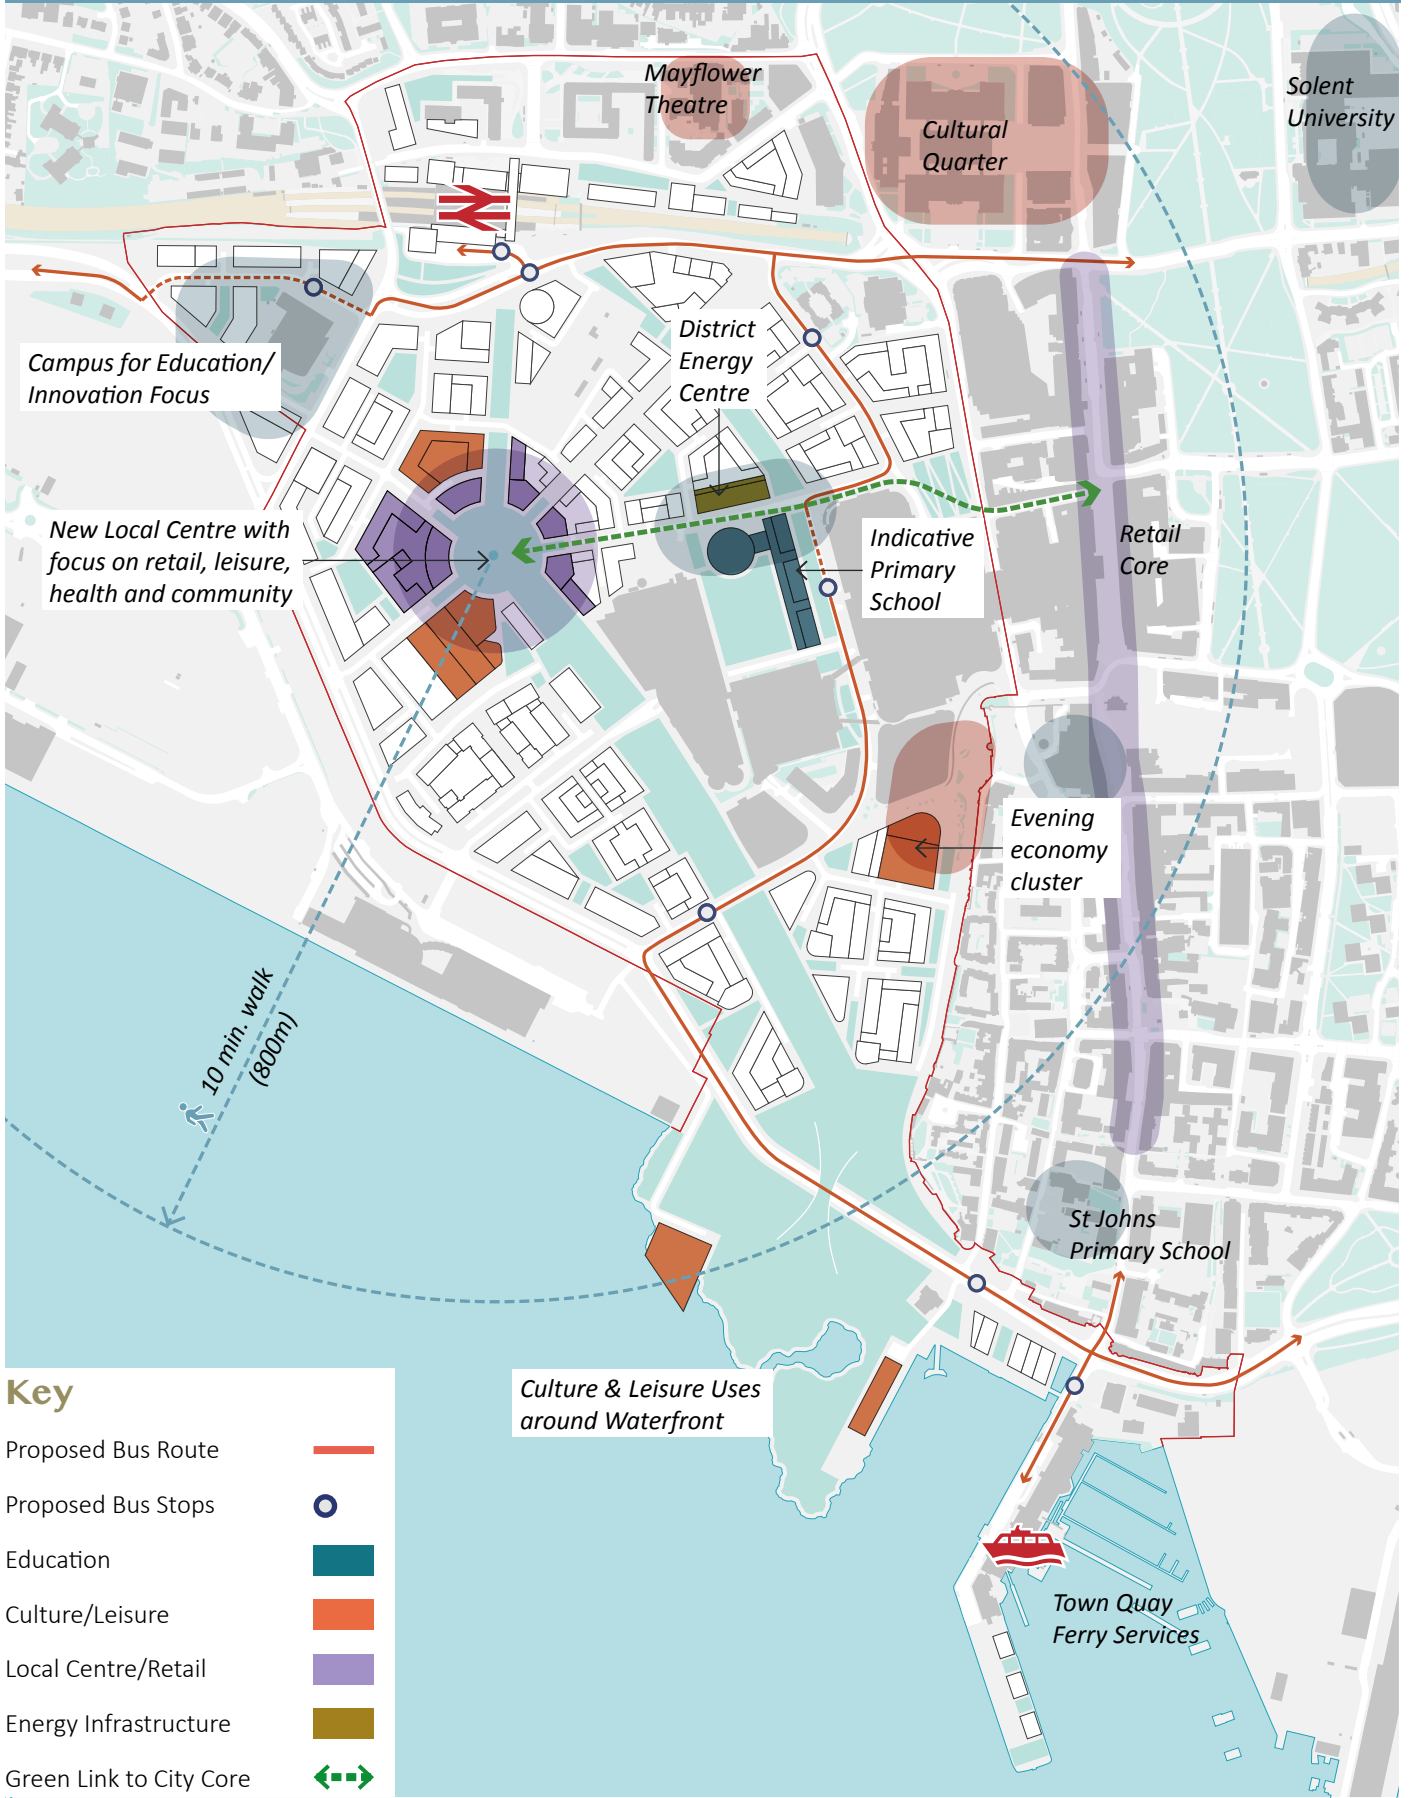 Mayflower
Theatre
Cultural
Quarter
Solent
University
Campus for Education/
Innovation Focus
District
Energy
Centre
New Local Centre with
focus on retail, leisure,
health and community
Indicative
Primary
School
Retail
Core
Evening
economy
cluster
10 min. walk
(800m)
St Johns
Primary School
Culture & Leisure Uses
around Waterfront
Town Quay
Ferry Services
Key
Proposed Bus Route
Proposed Bus Stops
Education
Culture/Leisure
Local Centre/Retail
Energy Infrastructure
Green Link to City Core